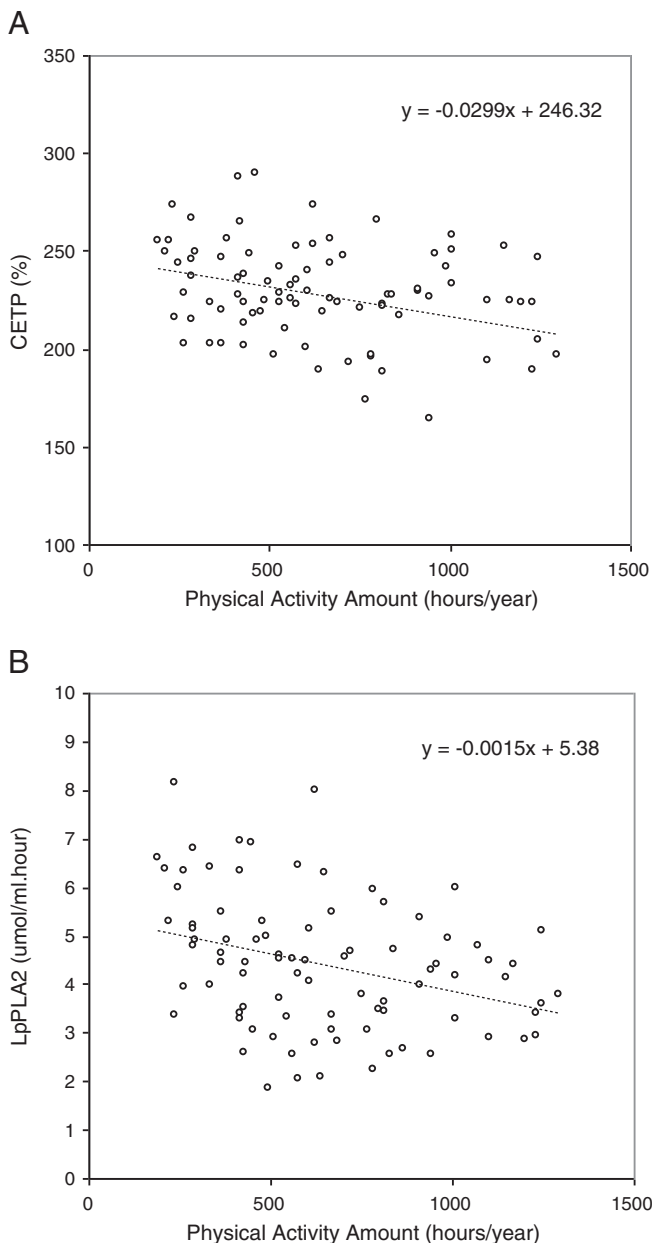 A
350
y = -0.0299x + 246.32
300
250
CETP (%)
200
150
100
0 500 1000 1500
Physical Activity Amount (hours/year)
B
10
9
y = -0.0015x + 5.38
8
7
6
5
LpPLA2 (umol/ml.hour)
4
3
2
1
0
0 500 1000 1500
Physical Activity Amount (hours/year)